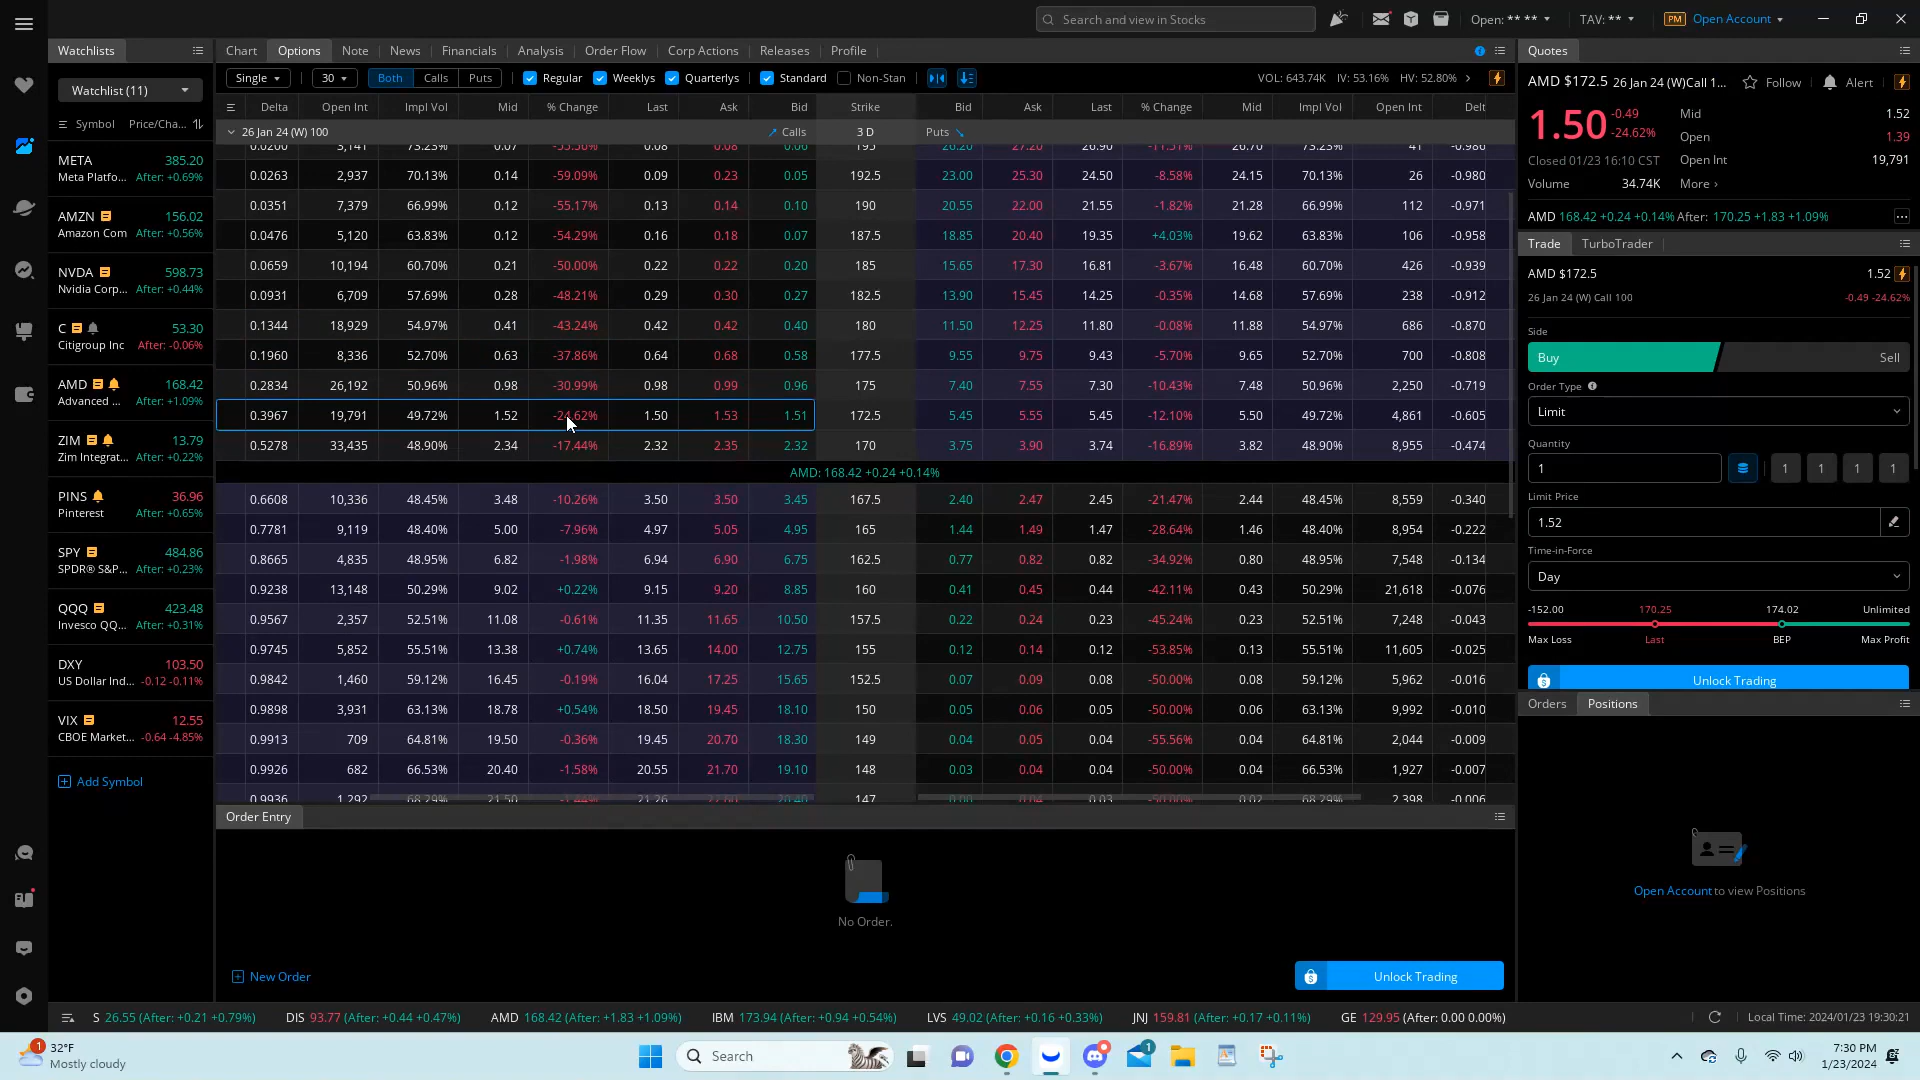 Search and view in Stocks
Open: ** **
TAV: **
PM Open Account
Watchlists
Chart Options Note News Financials Analysis Order Flow Corp Actions Releases Profile
Quotes
Watchlist (11)
Symbol Price/Cha...
META 385.20
Meta Platfo... After: +0.69%
AMZN 156.02
Amazon Com After: +0.56%
NVDA 598.73
Nvidia Corp... After: +0.44%
C 53.30
Citigroup Inc After: -0.06%
AMD 168.42
Advanced ... After: +1.09%
ZIM 13.79
Zim Integrat... After: +0.22%
PINS 36.96
Pinterest After: +0.65%
SPY 484.86
SPDR® S&P... After: +0.23%
QQQ 423.48
Invesco QQ... After: +0.31%
DXY 103.50
US Dollar Ind... -0.12 -0.11%
VIX 12.55
CBOE Market... -0.64 -4.85%
Add Symbol
Single 30 Both Calls Puts Regular Weeklys Quarterlys Standard Non-Stan VOL: 643.74K IV: 53.16% HV: 52.80%
Delta Open Int Impl Vol Mid % Change Last Ask Bid Strike Bid Ask Last % Change Mid Impl Vol Open Int Delt
26 Jan 24 (W) 100 Calls 3 D Puts
0.0200 3,141 73.23% 0.07 -55.56% 0.08 0.08 0.06 195 26.20 27.20 26.90 -11.51% 26.70 73.23% 41 -0.986
0.0263 2,937 70.13% 0.14 -59.09% 0.09 0.23 0.05 192.5 23.00 25.30 24.50 -8.58% 24.15 70.13% 26 -0.980
0.0351 7,379 66.99% 0.12 -55.17% 0.13 0.14 0.10 190 20.55 22.00 21.55 -1.82% 21.28 66.99% 112 -0.971
0.0476 5,120 63.83% 0.12 -54.29% 0.16 0.18 0.07 187.5 18.85 20.40 19.35 +4.03% 19.62 63.83% 106 -0.958
0.0659 10,194 60.70% 0.21 -50.00% 0.22 0.22 0.20 185 15.65 17.30 16.81 -3.67% 16.48 60.70% 426 -0.939
0.0931 6,709 57.69% 0.28 -48.21% 0.29 0.30 0.27 182.5 13.90 15.45 14.25 -0.35% 14.68 57.69% 238 -0.912
0.1344 18,929 54.97% 0.41 -43.24% 0.42 0.42 0.40 180 11.50 12.25 11.80 -0.08% 11.88 54.97% 686 -0.870
0.1960 8,336 52.70% 0.63 -37.86% 0.64 0.68 0.58 177.5 9.55 9.75 9.43 -5.70% 9.65 52.70% 700 -0.808
0.2834 26,192 50.96% 0.98 -30.99% 0.98 0.99 0.96 175 7.40 7.55 7.30 -10.43% 7.48 50.96% 2,250 -0.719
0.3967 19,791 49.72% 1.52 -24.62% 1.50 1.53 1.51 172.5 5.45 5.55 5.45 -12.10% 5.50 49.72% 4,861 -0.605
0.5278 33,435 48.90% 2.34 -17.44% 2.32 2.35 2.32 170 3.75 3.90 3.74 -16.89% 3.82 48.90% 8,955 -0.474
AMD: 168.42 +0.24 +0.14%
0.6608 10,336 48.45% 3.48 -10.26% 3.50 3.50 3.45 167.5 2.40 2.47 2.45 -21.47% 2.44 48.45% 8,559 -0.340
0.7781 9,119 48.40% 5.00 -7.96% 4.97 5.05 4.95 165 1.44 1.49 1.47 -28.64% 1.46 48.40% 8,954 -0.222
0.8665 4,835 48.95% 6.82 -1.98% 6.94 6.90 6.75 162.5 0.77 0.82 0.82 -34.92% 0.80 48.95% 7,548 -0.134
0.9238 13,148 50.29% 9.02 +0.22% 9.15 9.20 8.85 160 0.41 0.45 0.44 -42.11% 0.43 50.29% 21,618 -0.076
0.9567 2,357 52.51% 11.08 -0.61% 11.35 11.65 10.50 157.5 0.22 0.24 0.23 -45.24% 0.23 52.51% 7,248 -0.043
0.9745 5,852 55.51% 13.38 +0.74% 13.65 14.00 12.75 155 0.12 0.14 0.12 -53.85% 0.13 55.51% 11,605 -0.025
0.9842 1,460 59.12% 16.45 -0.19% 16.04 17.25 15.65 152.5 0.07 0.09 0.08 -50.00% 0.08 59.12% 5,962 -0.016
0.9898 3,931 63.13% 18.78 +0.54% 18.50 19.45 18.10 150 0.05 0.06 0.05 -50.00% 0.06 63.13% 9,992 -0.010
0.9913 709 64.81% 19.50 -0.36% 19.45 20.70 18.30 149 0.04 0.05 0.04 -55.56% 0.04 64.81% 2,044 -0.009
0.9926 682 66.53% 20.40 -1.58% 20.55 21.70 19.10 148 0.03 0.04 0.04 -50.00% 0.04 66.53% 1,927 -0.007
0.9936 1,292 68.29% 21.50 147 68.29% 2,398 -0.006
Order Entry
No Order.
New Order
Unlock Trading
AMD $172.5 26 Jan 24 (W)Call 1... Follow Alert
1.50 -0.49 -24.62%
Mid 1.52
Open 1.39
Closed 01/23 16:10 CST Open Int 19,791
Volume 34.74K More
AMD 168.42 +0.24 +0.14% After: 170.25 +1.83 +1.09%
Trade TurboTrader
AMD $172.5 1.52
26 Jan 24 (W) Call 100 -0.49 -24.62%
Side
Buy Sell
Order Type
Limit
Quantity
1 1 1 1 1
Limit Price
1.52
Time-in-Force
Day
-152.00 170.25 174.02 Unlimited
Max Loss Last BEP Max Profit
Unlock Trading
Orders Positions
Open Account to view Positions
S 26.55 (After: +0.21 +0.79%) DIS 93.77 (After: +0.44 +0.47%) AMD 168.42 (After: +1.83 +1.09%) IBM 173.94 (After: +0.94 +0.54%) LVS 49.02 (After: +0.16 +0.33%) JNJ 159.81 (After: +0.17 +0.11%) GE 129.95 (After: 0.00 0.00%) Local Time: 2024/01/23 19:30:21
1 32°F
Mostly cloudy
Search
1
7:30 PM
1/23/2024